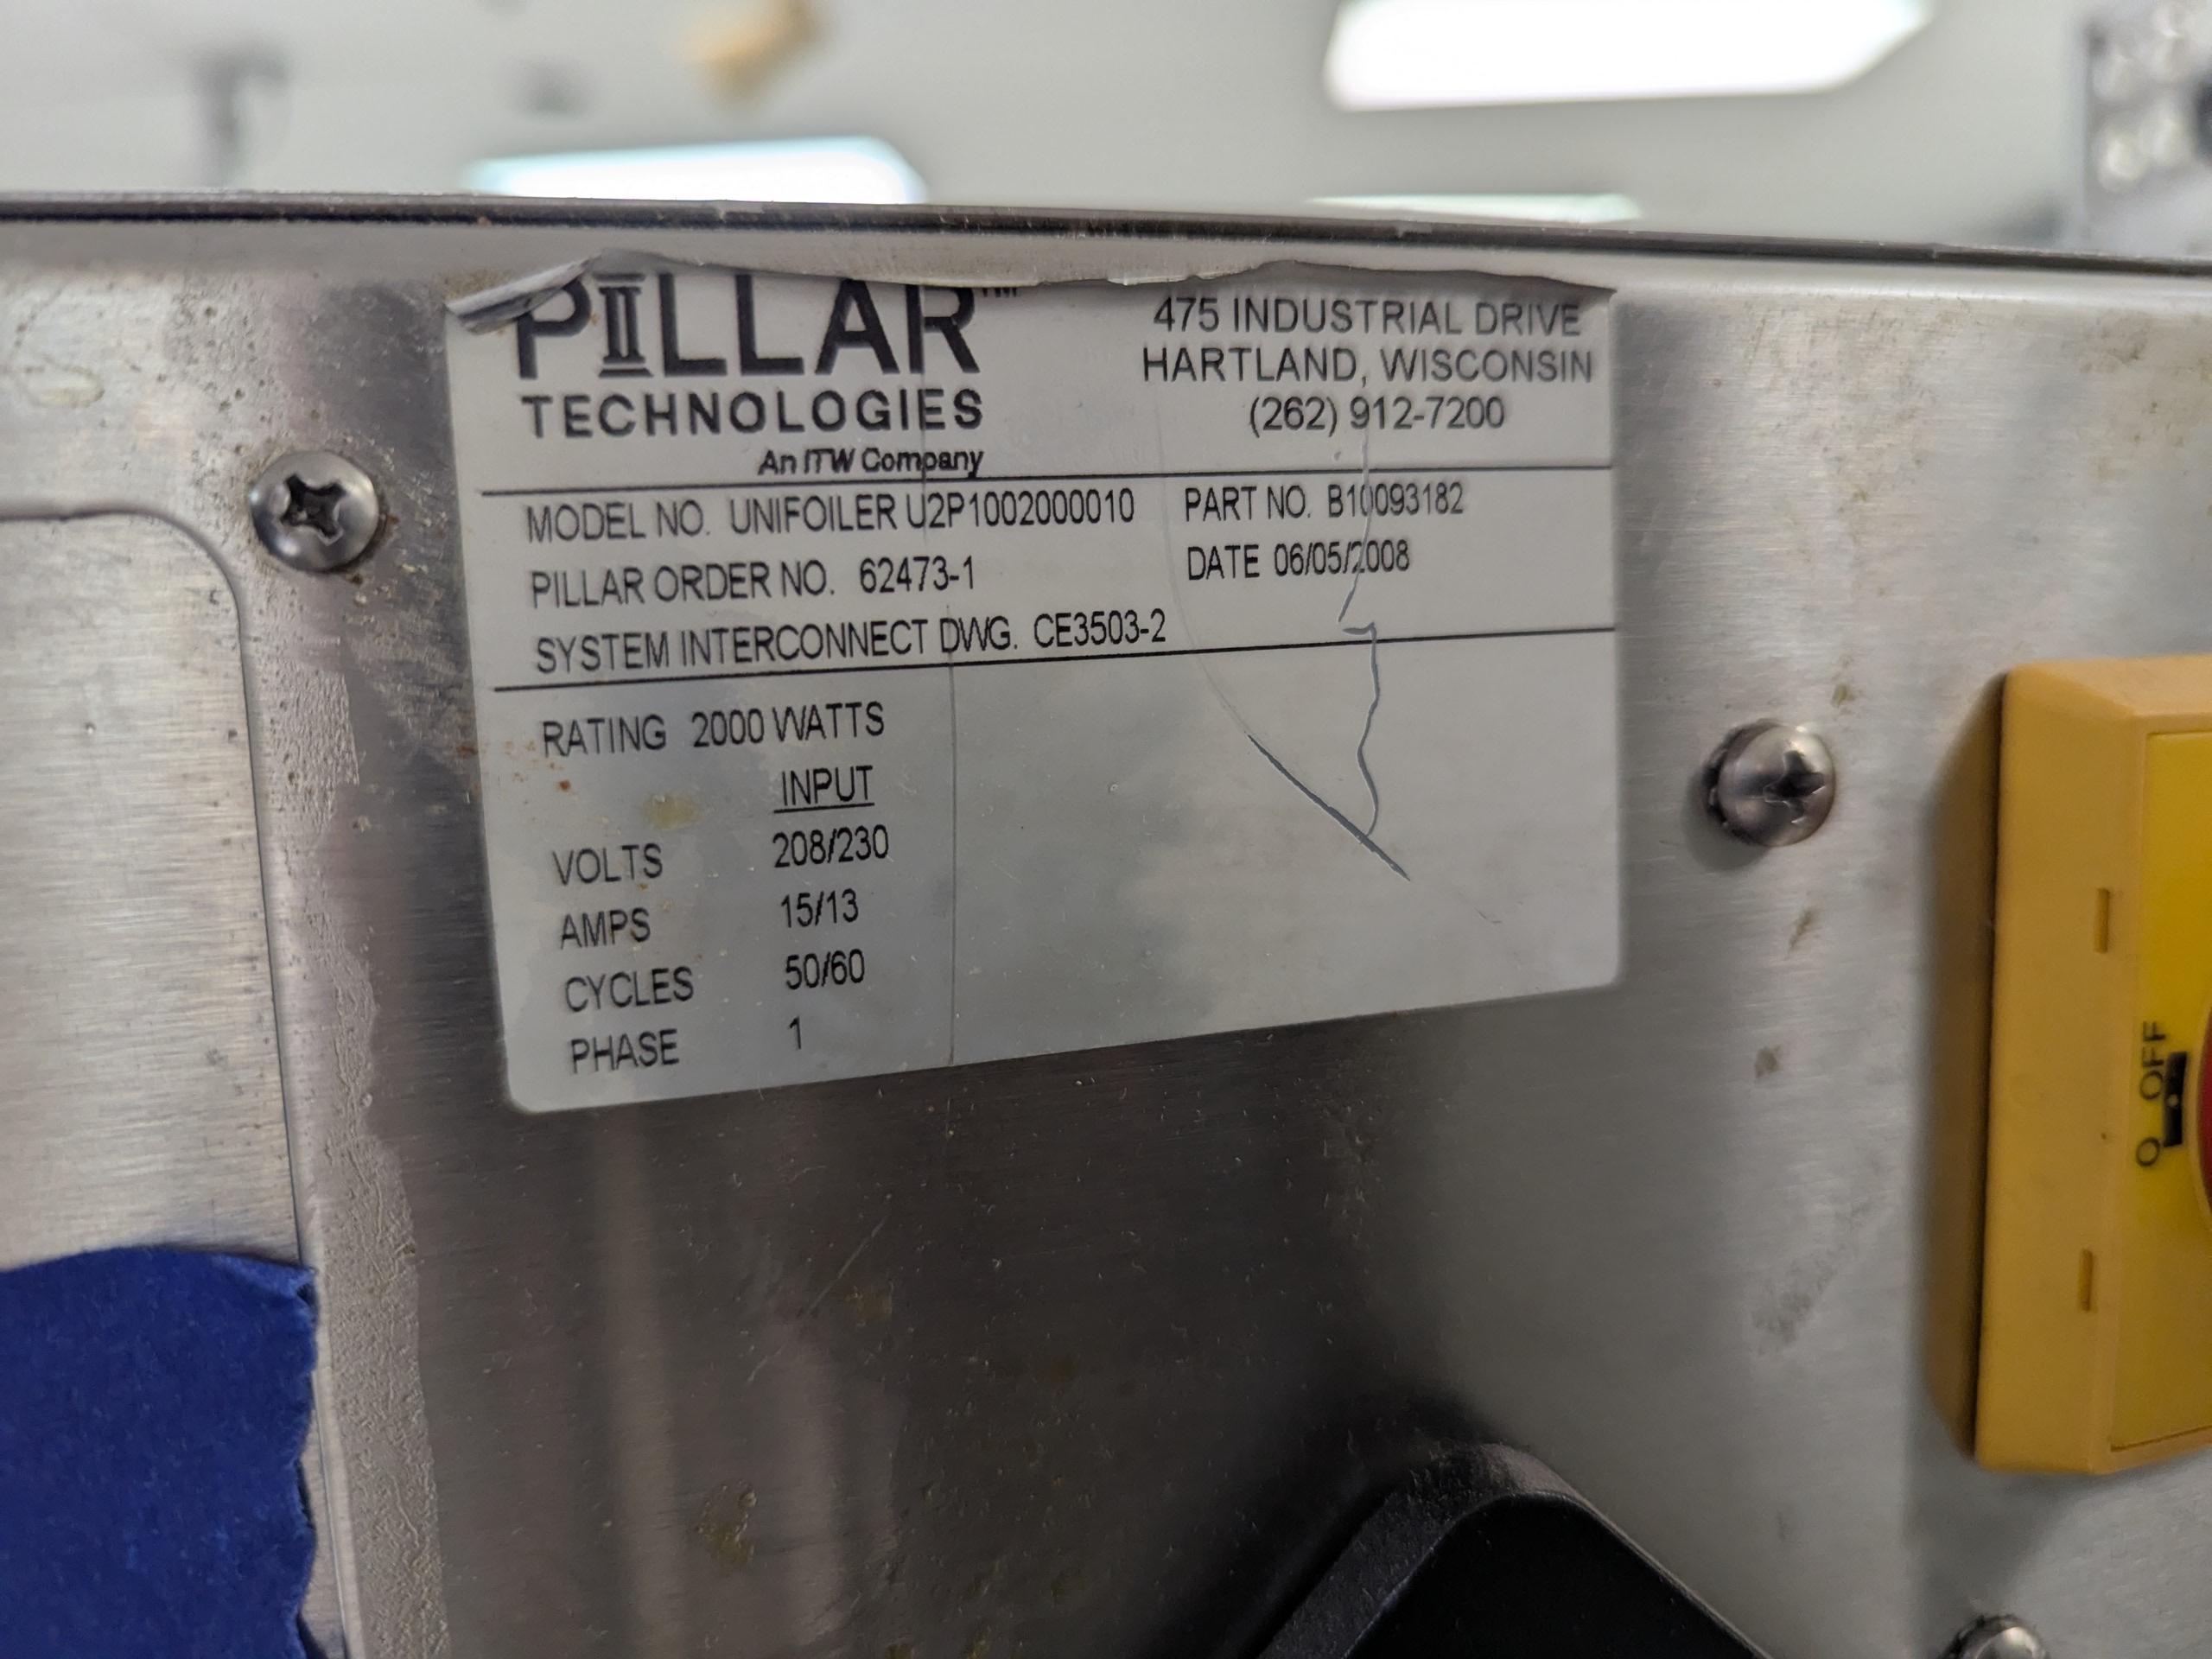 PILLAR™
TECHNOLOGIES
An ITW Company
475 INDUSTRIAL DRIVE
HARTLAND, WISCONSIN
(262) 912-7200
MODEL NO. UNIFOILER U2P1002000010 PART NO. B10093182
PILLAR ORDER NO. 62473-1 DATE 06/05/2008
SYSTEM INTERCONNECT DWG. CE3503-2
RATING 2000 WATTS
INPUT
VOLTS 208/230
AMPS 15/13
CYCLES 50/60
PHASE 1
O OFF